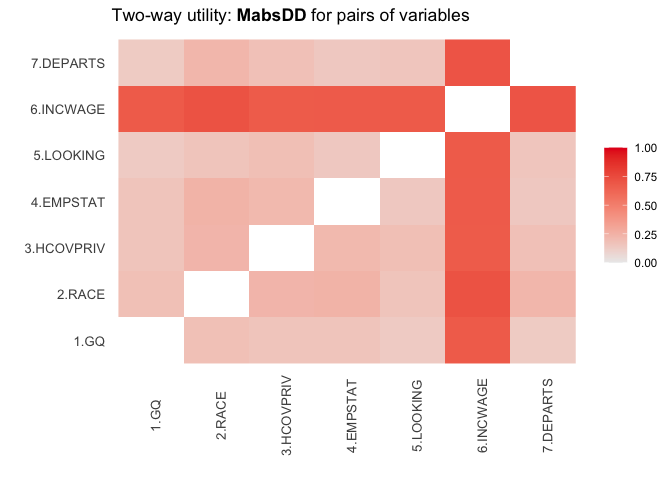 Two-way utility: MabsDD for pairs of variables
7.DEPARTS
6.INCWAGE
5.LOOKING
4.EMPSTAT
3.HCOVPRIV
2.RACE
1.GQ
1.GQ
2.RACE
3.HCOVPRIV
4.EMPSTAT
5.LOOKING
6.INCWAGE
7.DEPARTS
1.00
0.75
0.50
0.25
0.00